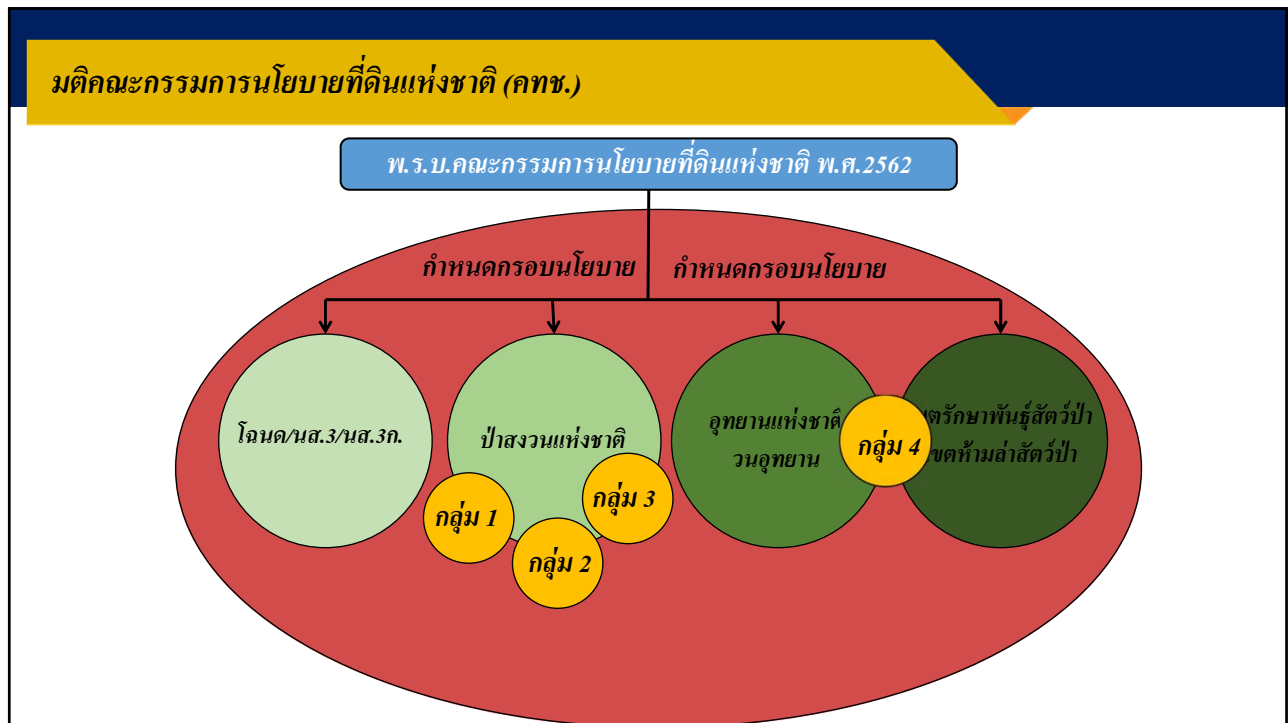 มติคณะกรรมการนโยบายที่ดินแห่งชาติ (คทช.)
พ.ร.บ.คณะกรรมการนโยบายที่ดินแห่งชาติ พ.ศ.2562
กำหนดกรอบนโยบาย กำหนดกรอบนโยบาย
โฉนด/นส.3/นส.3ก.
ป่าสงวนแห่งชาติ
กลุ่ม 1
กลุ่ม 2
กลุ่ม 3
อุทยานแห่งชาติ
วนอุทยาน
กลุ่ม 4
ตรักษาพันธุ์สัตว์ป่า
ขตห้ามล่าสัตว์ป่า